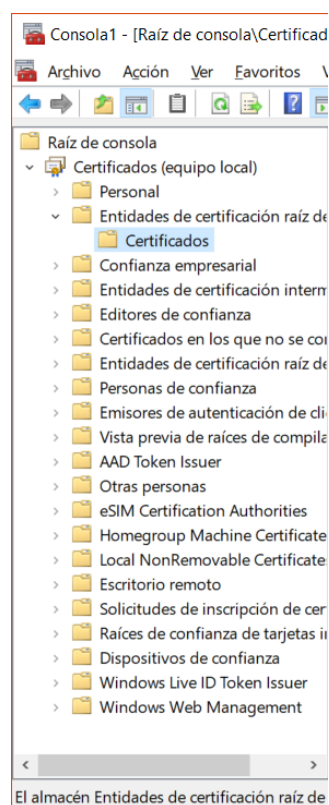 Consola1 - [Raíz de consola\Certificad
Archivo Acción Ver Favoritos
Raíz de consola
Certificados (equipo local)
Personal
Entidades de certificación raíz de
Certificados
Confianza empresarial
Entidades de certificación interm
Editores de confianza
Certificados en los que no se con
Entidades de certificación raíz de
Personas de confianza
Emisores de autenticación de cli
Vista previa de raíces de compila
AAD Token Issuer
Otras personas
eSIM Certification Authorities
Homegroup Machine Certificate
Local NonRemovable Certificate
Escritorio remoto
Solicitudes de inscripción de cer
Raíces de confianza de tarjetas i
Dispositivos de confianza
Windows Live ID Token Issuer
Windows Web Management
El almacén Entidades de certificación raíz de